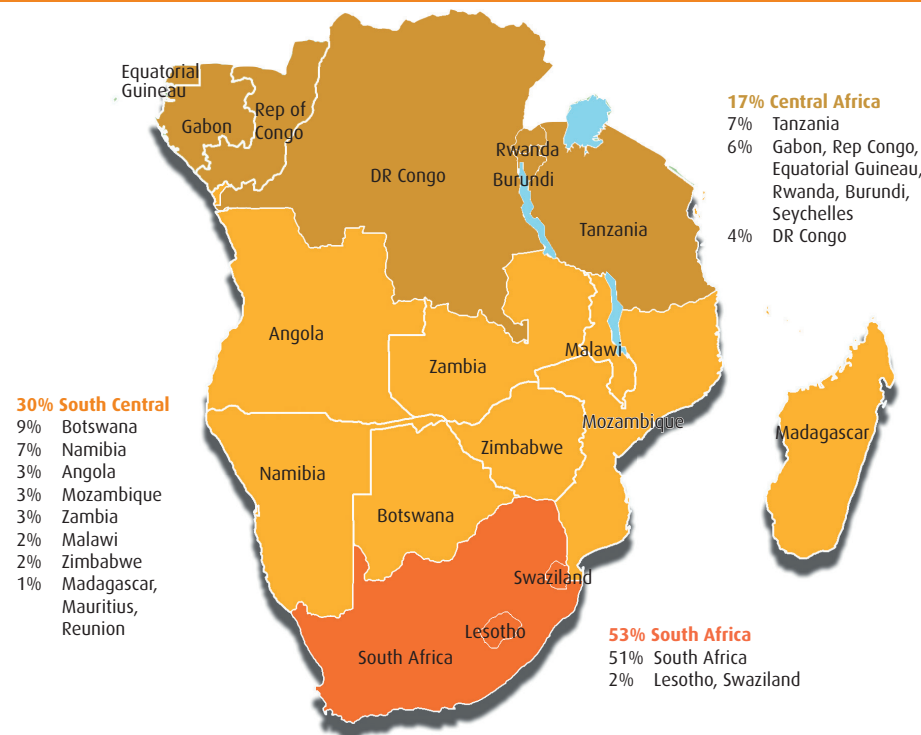 Equatorial
Guineau
Gabon
Rep of
Congo
DR Congo
Rwanda
Burundi
Tanzania
17% Central Africa
7% Tanzania
6% Gabon, Rep Congo,
Equatorial Guineau,
Rwanda, Burundi,
Seychelles
4% DR Congo
Angola
Zambia
Malawi
Mozambique
Zimbabwe
Madagascar
Namibia
Botswana
30% South Central
9% Botswana
7% Namibia
3% Angola
3% Mozambique
3% Zambia
2% Malawi
2% Zimbabwe
1% Madagascar,
Mauritius,
Reunion
Swaziland
Lesotho
South Africa
53% South Africa
51% South Africa
2% Lesotho, Swaziland